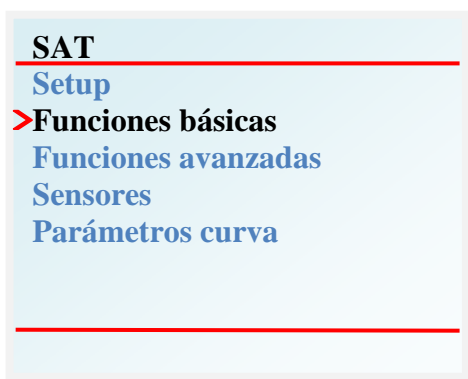 SAT
Setup
Funciones básicas
Funciones avanzadas
Sensores
Parámetros curva